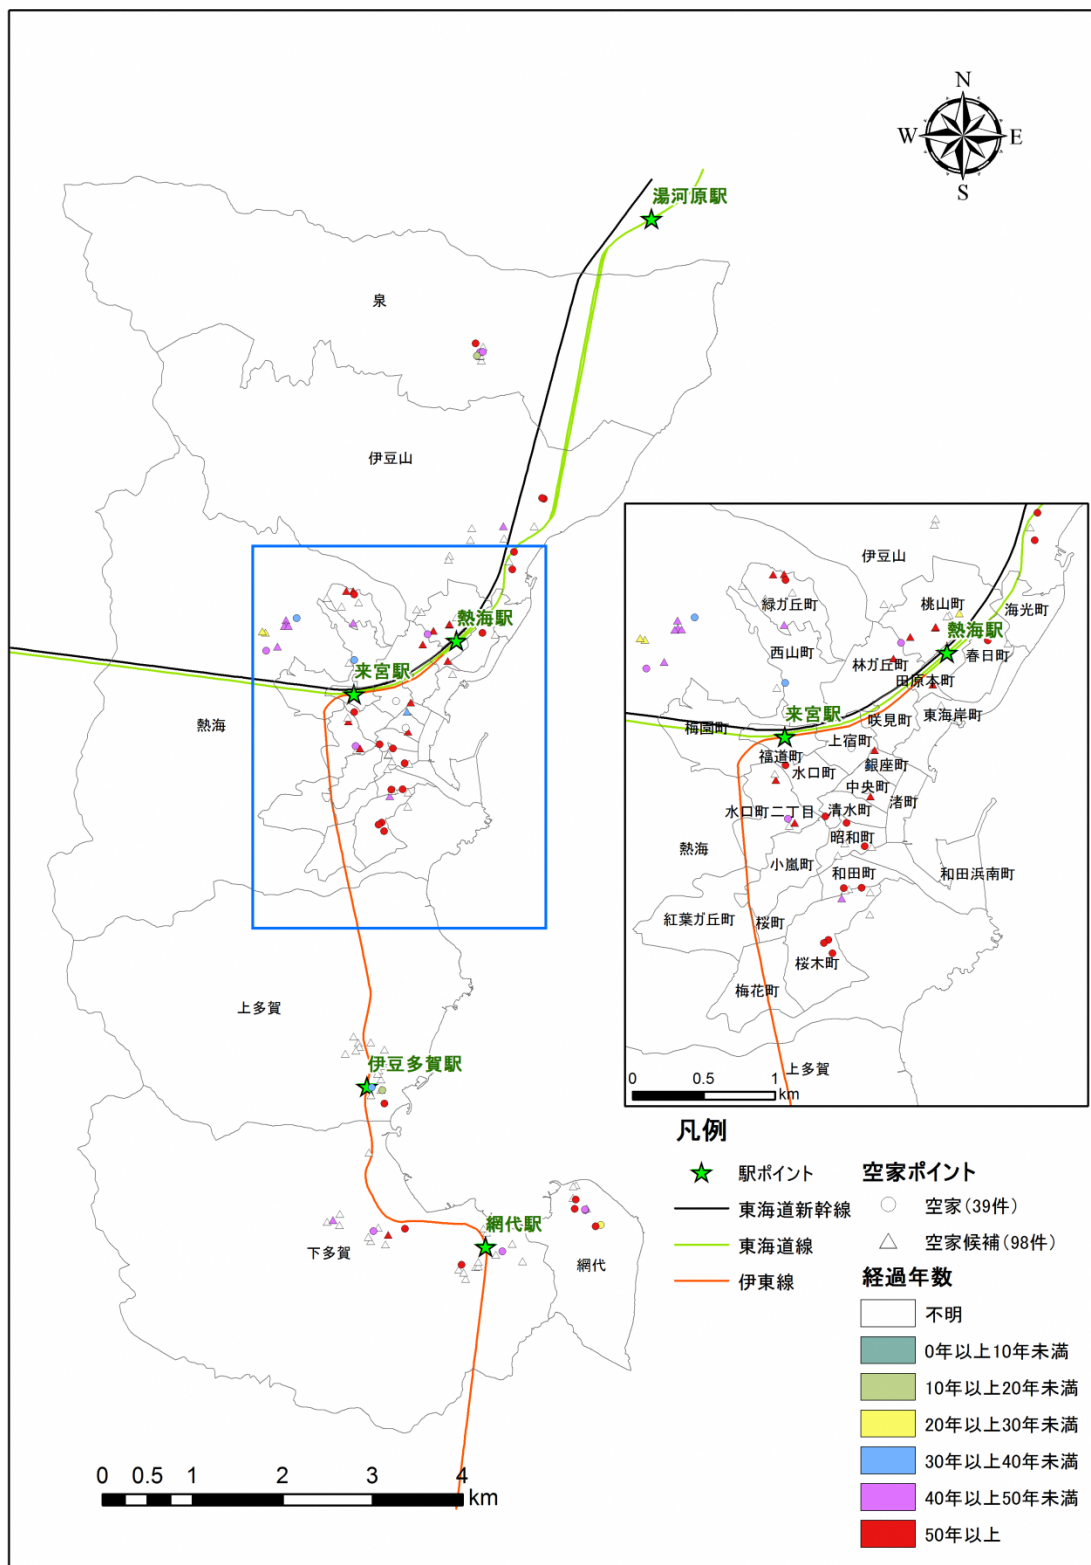 N
W
E
S
湯河原駅
泉
伊豆山
熱海駅
来宮駅
熱海
上多賀
伊豆多賀駅
網代駅
下多賀
網代
0 0.5 1 2 3 4
km
伊豆山
桃山町
海光町
緑ガ丘町
熱海駅
西山町
春日町
林ガ丘町
田原本町
来宮駅
咲見町
東海岸町
梅園町
上宿町
福道町
水口町
銀座町
中央町
渚町
水口町二丁目
清水町
昭和町
熱海
小嵐町
和田町
和田浜南町
紅葉ガ丘町
桜町
桜木町
梅花町
上多賀
0 0.5 1
km
凡例
駅ポイント
東海道新幹線
東海道線
伊東線
空家ポイント
空家(39件)
空家候補(98件)
経過年数
不明
0年以上10年未満
10年以上20年未満
20年以上30年未満
30年以上40年未満
40年以上50年未満
50年以上